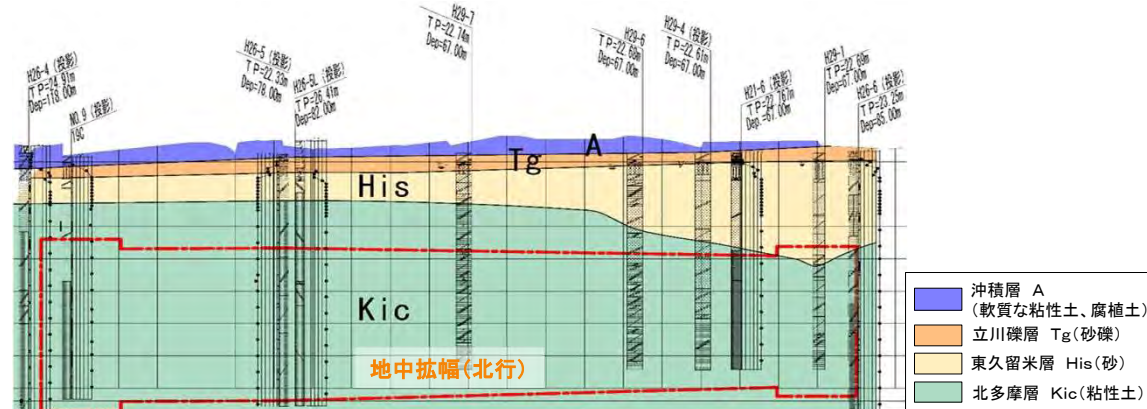 H26-4 (投影)
TP=24.91m
Dep=118.00m
NO.9 (投影)
Y9C
H26-5 (投影)
TP=22.33m
Dep=78.00m
H26-5L (投影)
TP=26.41m
Dep=82.00m
H29-7
TP=22.74m
Dep=67.00m
H29-6
TP=22.68m
Dep=67.00m
H29-4 (投影)
TP=22.61m
Dep=67.00m
H21-6 (投影)
Dep.=67.00m
H29-1
TP=22.69m
Dep=67.00m
H26-6 (投影)
TP=23.25m
Dep=85.00m
A
Tg
His
Kic
地中拡幅(北行)
沖積層 A
(軟質な粘性土、腐植土)
立川礫層 Tg(砂礫)
東久留米層 His(砂)
北多摩層 Kic(粘性土)